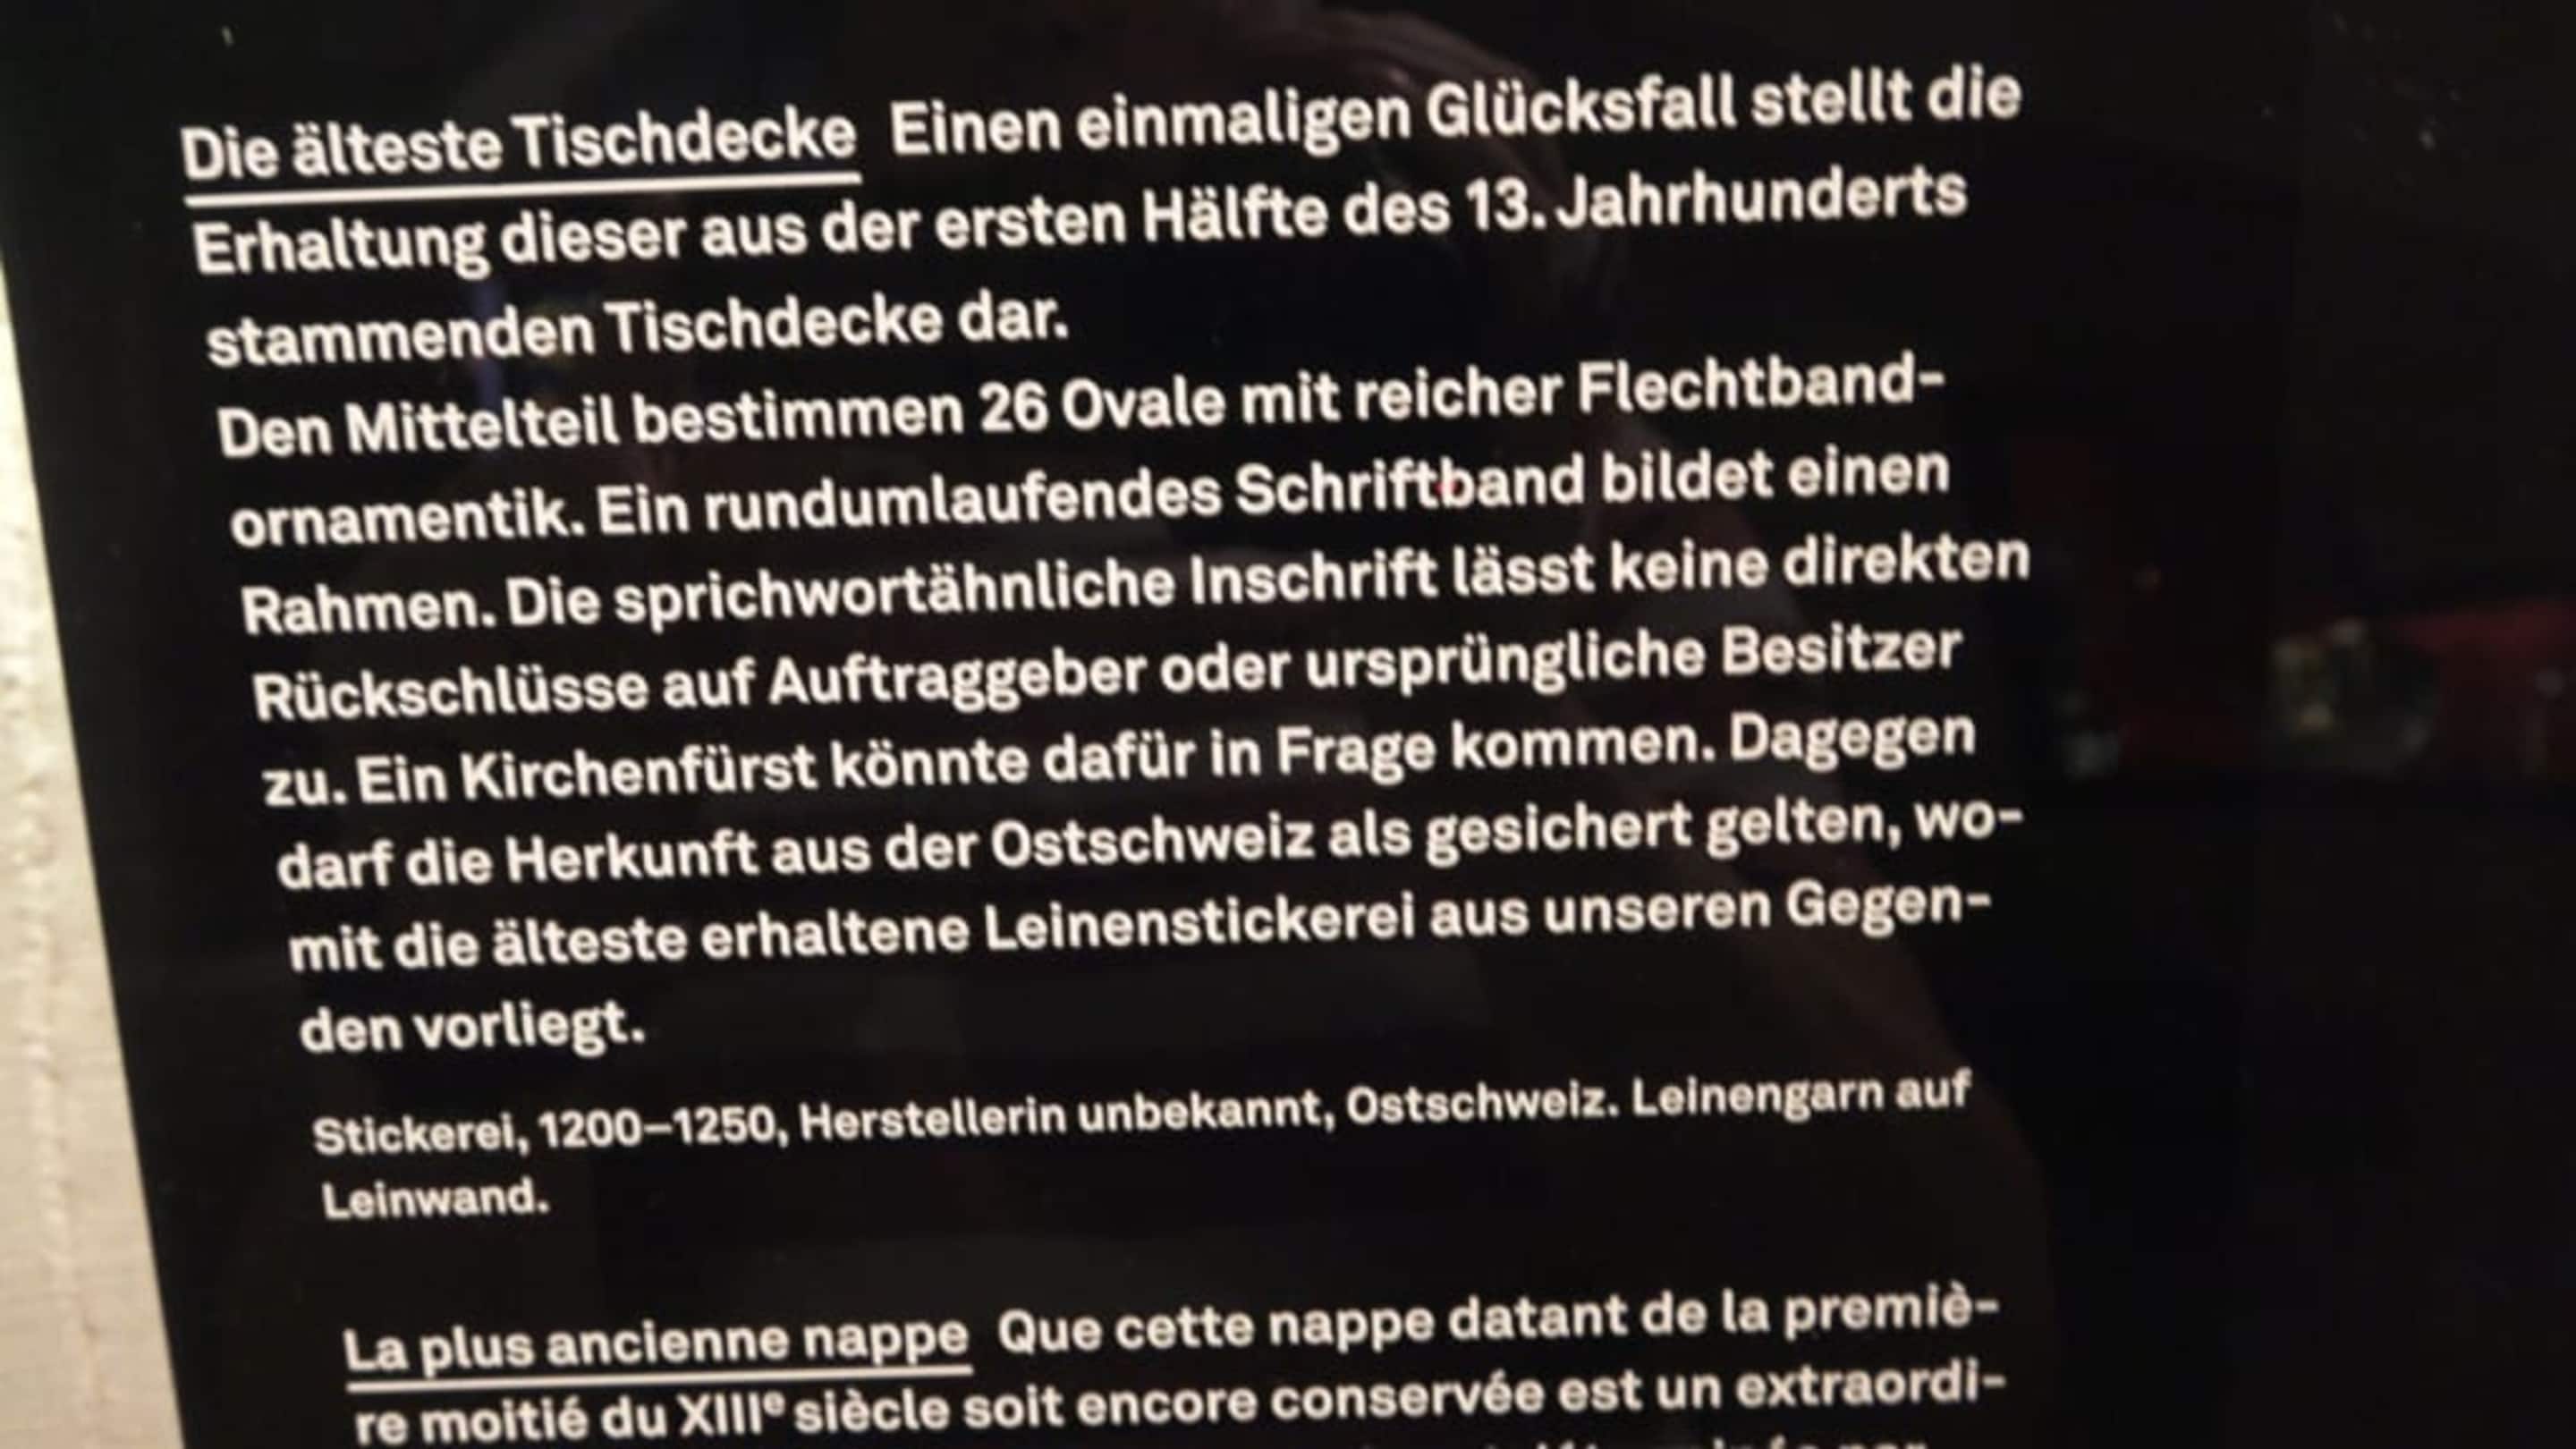 Die älteste Tischdecke Einen einmaligen Glücksfall stellt die
Erhaltung dieser aus der ersten Hälfte des 13. Jahrhunderts
stammenden Tischdecke dar.
Den Mittelteil bestimmen 26 Ovale mit reicher Flechtband-
ornamentik. Ein rundumlaufendes Schriftband bildet einen
Rahmen. Die sprichwortähnliche Inschrift lässt keine direkten
Rückschlüsse auf Auftraggeber oder ursprüngliche Besitzer
zu. Ein Kirchenfürst könnte dafür in Frage kommen. Dagegen
darf die Herkunft aus der Ostschweiz als gesichert gelten, wo-
mit die älteste erhaltene Leinenstickerei aus unseren Gegen-
den vorliegt.
Stickerei, 1200–1250, Herstellerin unbekannt, Ostschweiz. Leinengarn auf
Leinwand.
La plus ancienne nappe Que cette nappe datant de la premiè-
re moitié du XIIIe siècle soit encore conservée est un extraordi-